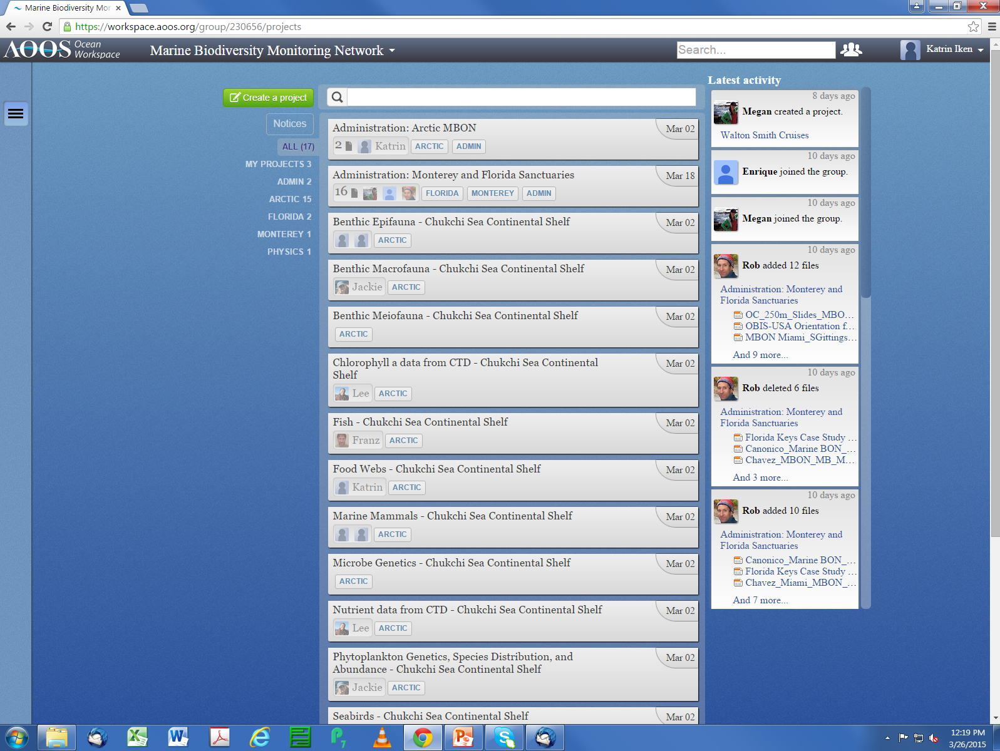 Marine Biodiversity Mor
https://workspace.aoos.org/group/230656/projects
AOOS Ocean Workspace
Marine Biodiversity Monitoring Network
Search...
Katrin Iken
Create a project
Notices
ALL (17)
MY PROJECTS 3
ADMIN 2
ARCTIC 15
FLORIDA 2
MONTEREY 1
PHYSICS 1
Administration: Arctic MBON
Mar 02
2 Katrin ARCTIC ADMIN
Administration: Monterey and Florida Sanctuaries
Mar 18
16 FLORIDA MONTEREY ADMIN
Benthic Epifauna - Chukchi Sea Continental Shelf
Mar 02
ARCTIC
Benthic Macrofauna - Chukchi Sea Continental Shelf
Mar 02
Jackie ARCTIC
Benthic Meiofauna - Chukchi Sea Continental Shelf
Mar 02
ARCTIC
Chlorophyll a data from CTD - Chukchi Sea Continental
Shelf
Mar 02
Lee ARCTIC
Fish - Chukchi Sea Continental Shelf
Mar 02
Franz ARCTIC
Food Webs - Chukchi Sea Continental Shelf
Mar 02
Katrin ARCTIC
Marine Mammals - Chukchi Sea Continental Shelf
Mar 02
ARCTIC
Microbe Genetics - Chukchi Sea Continental Shelf
Mar 02
ARCTIC
Nutrient data from CTD - Chukchi Sea Continental Shelf
Mar 02
Lee ARCTIC
Phytoplankton Genetics, Species Distribution, and
Abundance - Chukchi Sea Continental Shelf
Mar 02
Jackie ARCTIC
Seabirds - Chukchi Sea Continental Shelf
Mar 02
Latest activity
8 days ago
Megan created a project.
Walton Smith Cruises
10 days ago
Enrique joined the group.
10 days ago
Megan joined the group.
10 days ago
Rob added 12 files
Administration: Monterey and
Florida Sanctuaries
OC_250m_Slides_MBO...
OBIS-USA Orientation f...
MBON Miami_SGittings...
And 9 more...
10 days ago
Rob deleted 6 files
Administration: Monterey and
Florida Sanctuaries
Florida Keys Case Study ...
Canonico_Marine BON_...
Chavez_MBON_MB_M...
And 3 more...
10 days ago
Rob added 10 files
Administration: Monterey and
Florida Sanctuaries
Canonico_Marine BON_...
Florida Keys Case Study ...
Chavez_Miami_MBON_...
And 7 more...
12:19 PM
3/26/2015